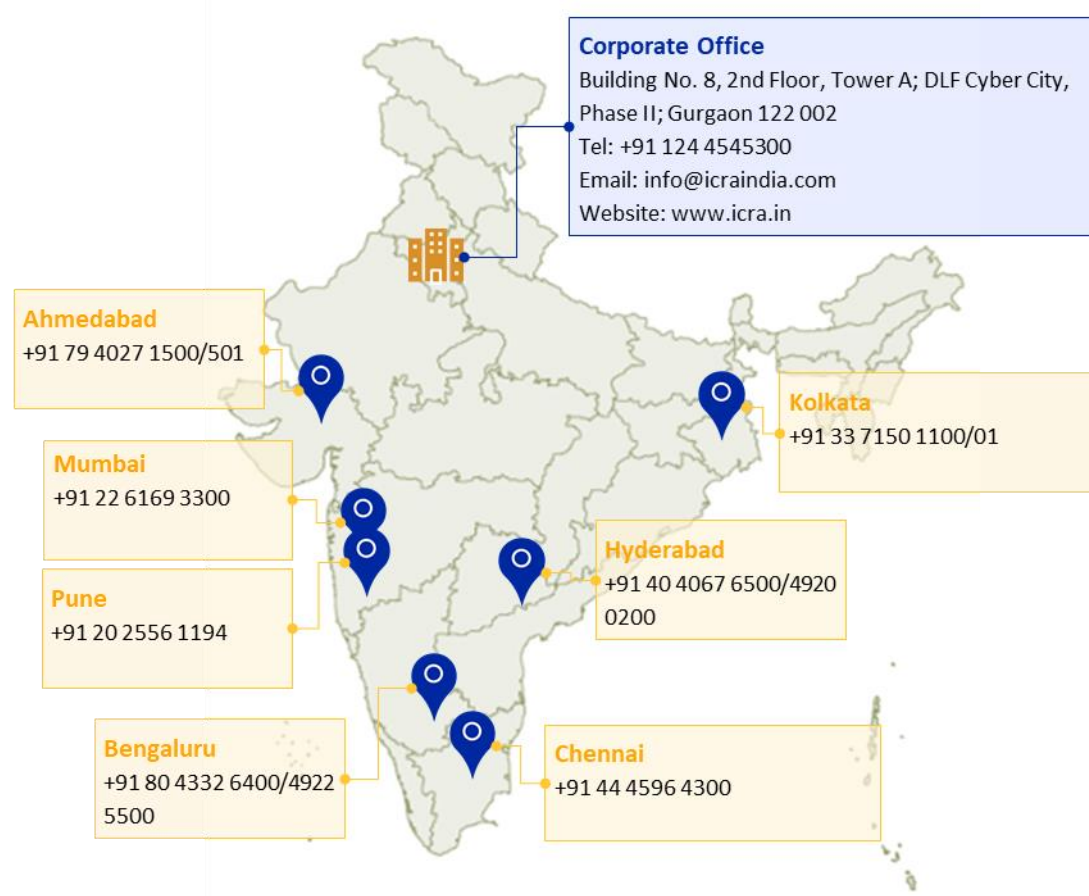 Corporate Office
Building No. 8, 2nd Floor, Tower A; DLF Cyber City,
Phase II; Gurgaon 122 002
Tel: +91 124 4545300
Email: info@icraindia.com
Website: www.icra.in
Ahmedabad
+91 79 4027 1500/501
Kolkata
+91 33 7150 1100/01
Mumbai
+91 22 6169 3300
Hyderabad
+91 40 4067 6500/4920
0200
Pune
+91 20 2556 1194
Bengaluru
+91 80 4332 6400/4922
5500
Chennai
+91 44 4596 4300